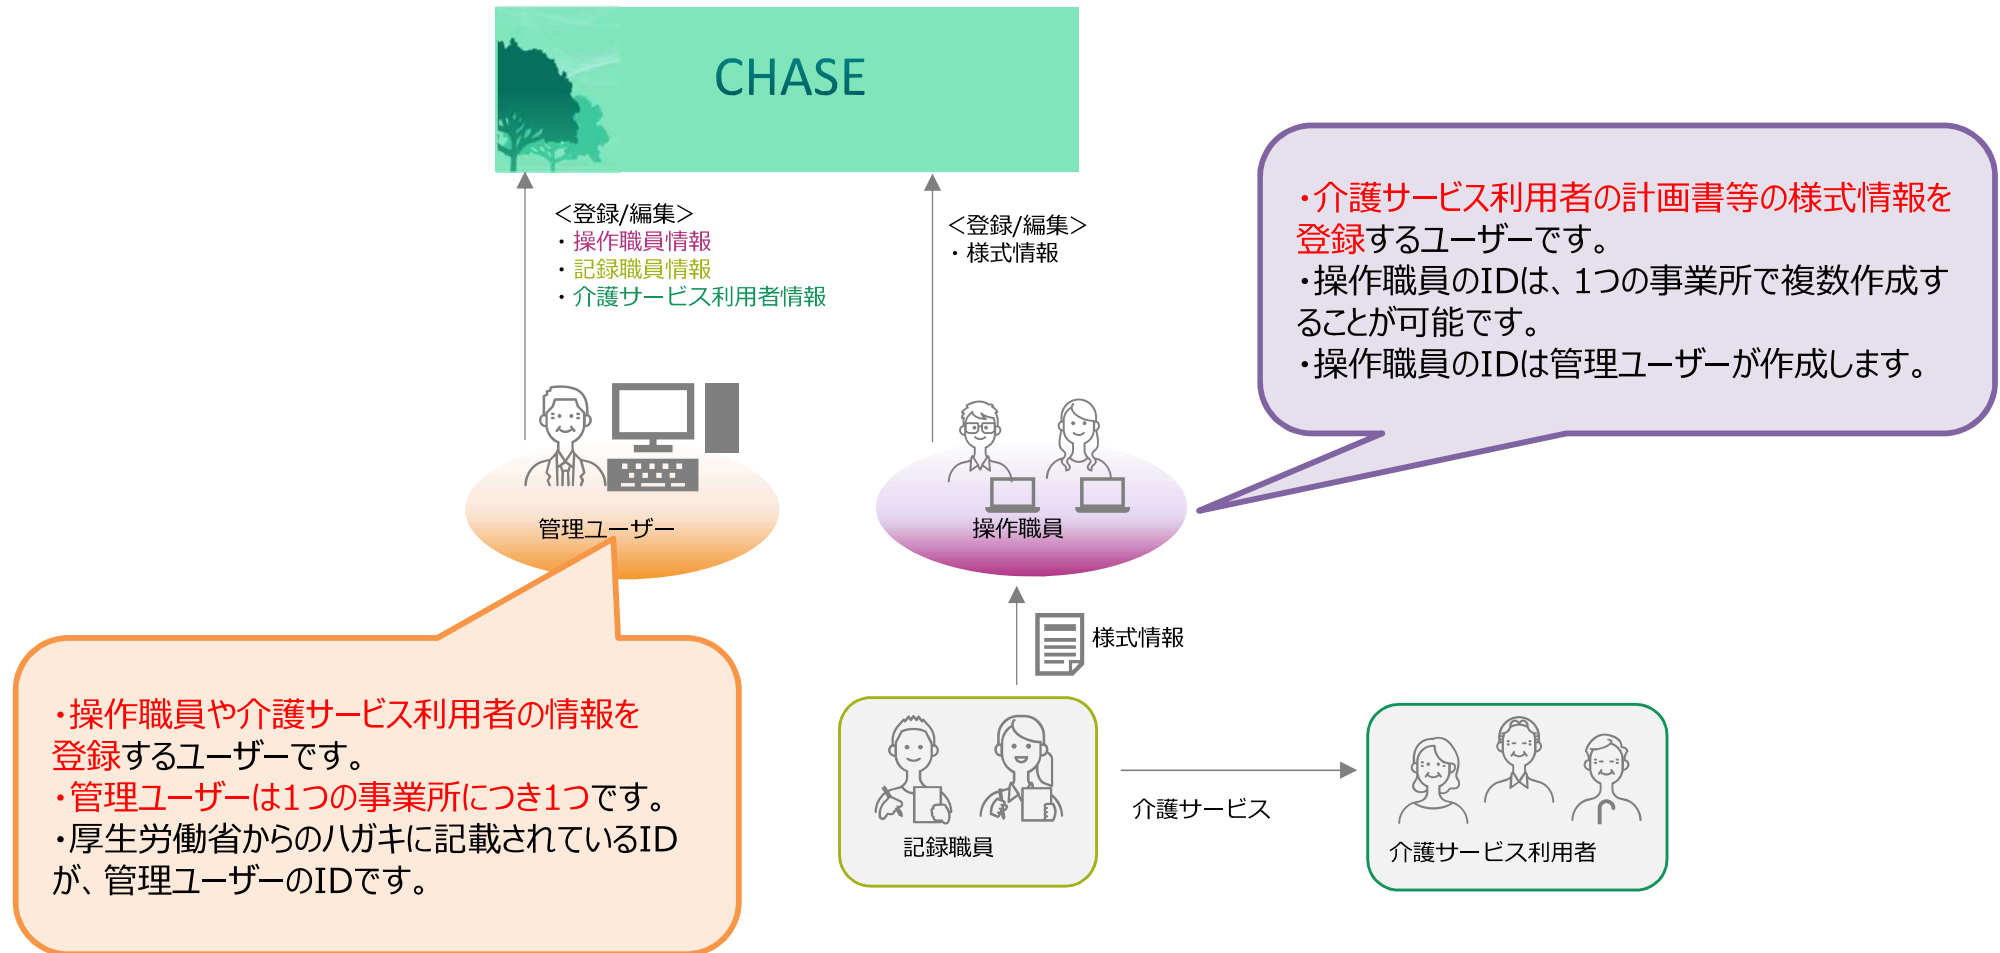 CHASE
＜登録/編集＞
・操作職員情報
・記録職員情報
・介護サービス利用者情報
＜登録/編集＞
・様式情報
・介護サービス利用者の計画書等の様式情報を
登録するユーザーです。
・操作職員のIDは、1つの事業所で複数作成す
ることが可能です。
・操作職員のIDは管理ユーザーが作成します。
管理ユーザー
操作職員
様式情報
・操作職員や介護サービス利用者の情報を
登録するユーザーです。
・管理ユーザーは1つの事業所につき1つです。
・厚生労働省からのハガキに記載されているID
が、管理ユーザーのIDです。
記録職員
介護サービス
介護サービス利用者